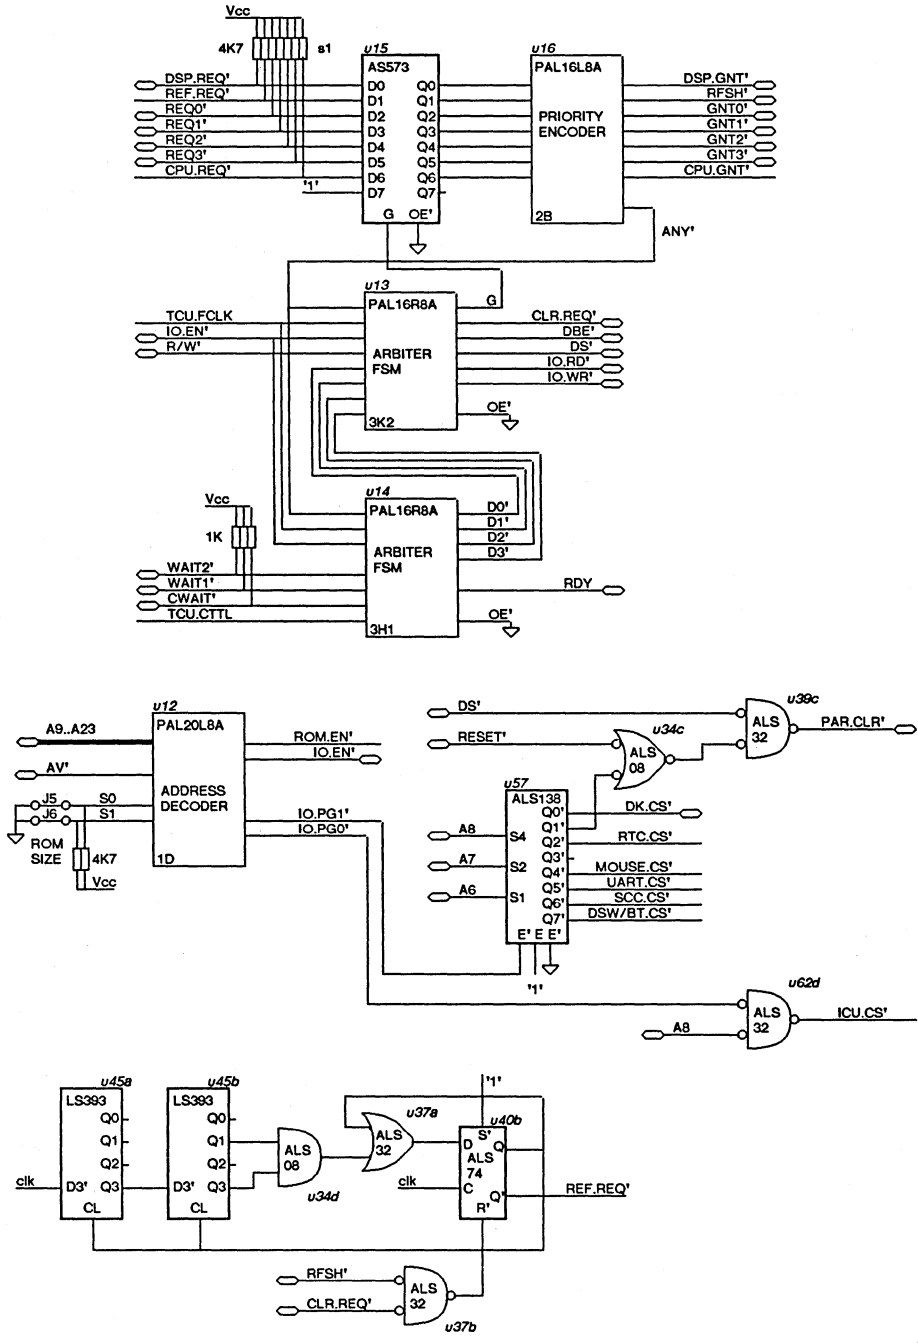 Vcc
4K7 s1
u15
AS573
u16
PAL16L8A
DSP.REQ' D0 Q0 DSP.GNT'
REF.REQ' D1 Q1 RFSH'
REQ0' D2 Q2 PRIORITY GNT0'
REQ1' D3 Q3 ENCODER GNT1'
REQ2' D4 Q4 GNT2'
REQ3' D5 Q5 GNT3'
CPU.REQ' D6 Q6 CPU.GNT'
'1' D7 Q7
G OE' 2B
ANY'
u13
PAL16R8A G
TCU.FCLK CLR.REQ'
IO.EN' DBE'
R/W' ARBITER DS'
FSM IO.RD'
IO.WR'
OE'
3K2
u14
Vcc PAL16R8A D0'
D1'
1K D2'
ARBITER D3'
FSM
WAIT2'
WAIT1' RDY
CWAIT'
TCU.CTTL OE'
3H1
u12
PAL20L8A
A9..A23
ROM.EN'
IO.EN'
AV'
ADDRESS
DECODER
J5 S0
J6 S1
IO.PG1'
IO.PG0'
ROM
SIZE 4K7
1D
Vcc
u39c
DS'
ALS
32
PAR.CLR'
u34c
RESET'
ALS
08
u57
ALS138
Q0' DK.CS'
A8 S4 Q1'
Q2' RTC.CS'
Q3'
A7 S2 Q4' MOUSE.CS'
Q5' UART.CS'
A6 S1 Q6' SCC.CS'
Q7' DSW/BT.CS'
E' E E'
'1'
u62d
ALS
32
ICU.CS'
A8
u45a u45b
LS393 LS393
Q0 Q0
Q1 Q1
Q2 Q2
clk D3' Q3 D3' Q3
CL CL
ALS
08
u34d
u37a
ALS
32
'1'
u40b
S'
D Q
ALS
74
clk C Q' REF.REQ'
R'
RFSH'
ALS
32
CLR.REQ'
u37b